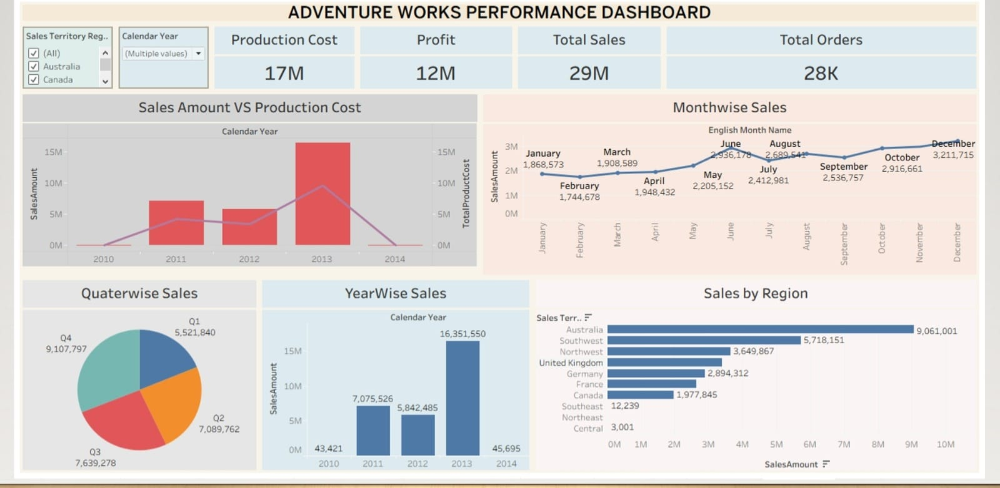 ADVENTURE WORKS PERFORMANCE DASHBOARD
Sales Territory Reg..
(All)
Australia
Canada
Calendar Year
(Multiple values)
Production Cost
17M
Profit
12M
Total Sales
29M
Total Orders
28K
Sales Amount VS Production Cost
Calendar Year
SalesAmount
15M
10M
5M
0M
15M
10M
5M
0M
TotalProductCost
2010 2011 2012 2013 2014
Monthwise Sales
English Month Name
SalesAmount
3M
2M
1M
0M
January
1,868,573
February
1,744,678
March
1,908,589
April
1,948,432
May
2,205,152
June
2,936,178
July
2,412,981
August
2,689,541
September
2,536,757
October
2,916,661
December
3,211,715
January
February
March
April
May
June
July
August
September
October
November
December
Quaterwise Sales
Q1
5,521,840
Q2
7,089,762
Q3
7,639,278
Q4
9,107,797
YearWise Sales
Calendar Year
SalesAmount
15M
10M
5M
0M
43,421
7,075,526
5,842,485
16,351,550
45,695
2010 2011 2012 2013 2014
Sales by Region
Sales Terr..
Australia 9,061,001
Southwest 5,718,151
Northwest 3,649,867
United Kingdom
Germany 2,894,312
France
Canada 1,977,845
Southeast 12,239
Northeast
Central 3,001
0M 1M 2M 3M 4M 5M 6M 7M 8M 9M 10M
SalesAmount